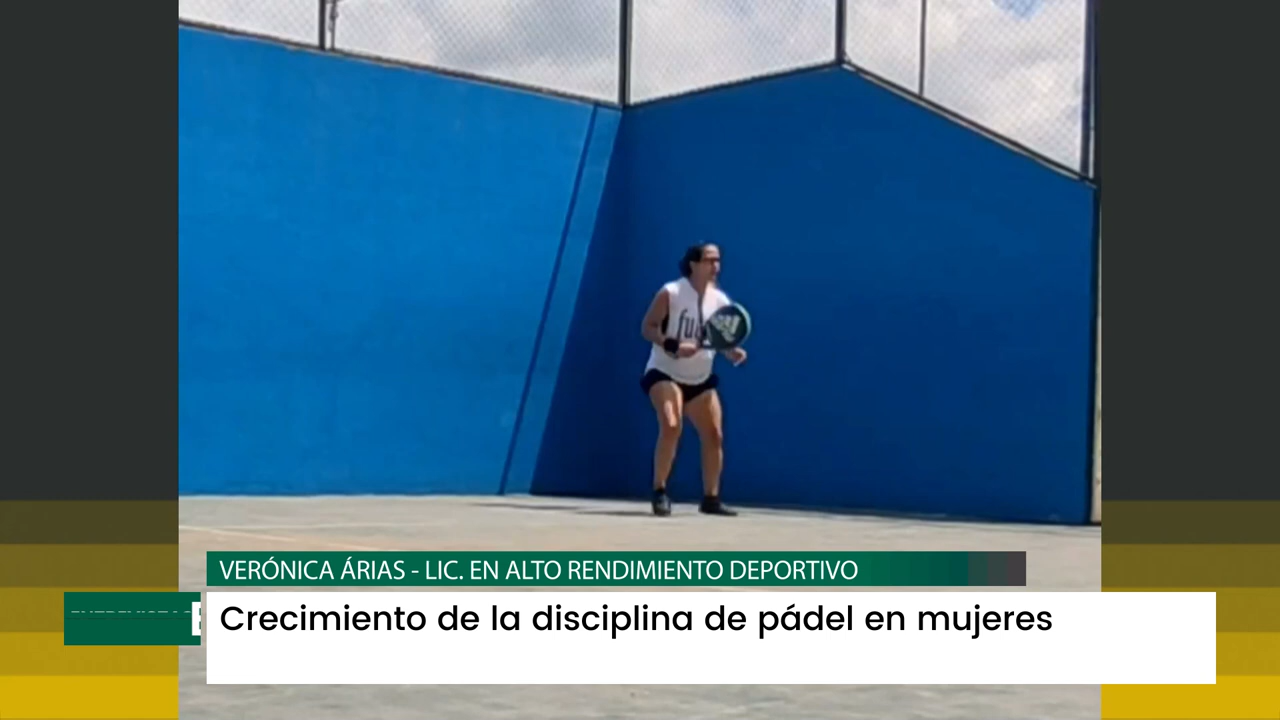 VERÓNICA ÁRIAS - LIC. EN ALTO RENDIMIENTO DEPORTIVO
Crecimiento de la disciplina de pádel en mujeres